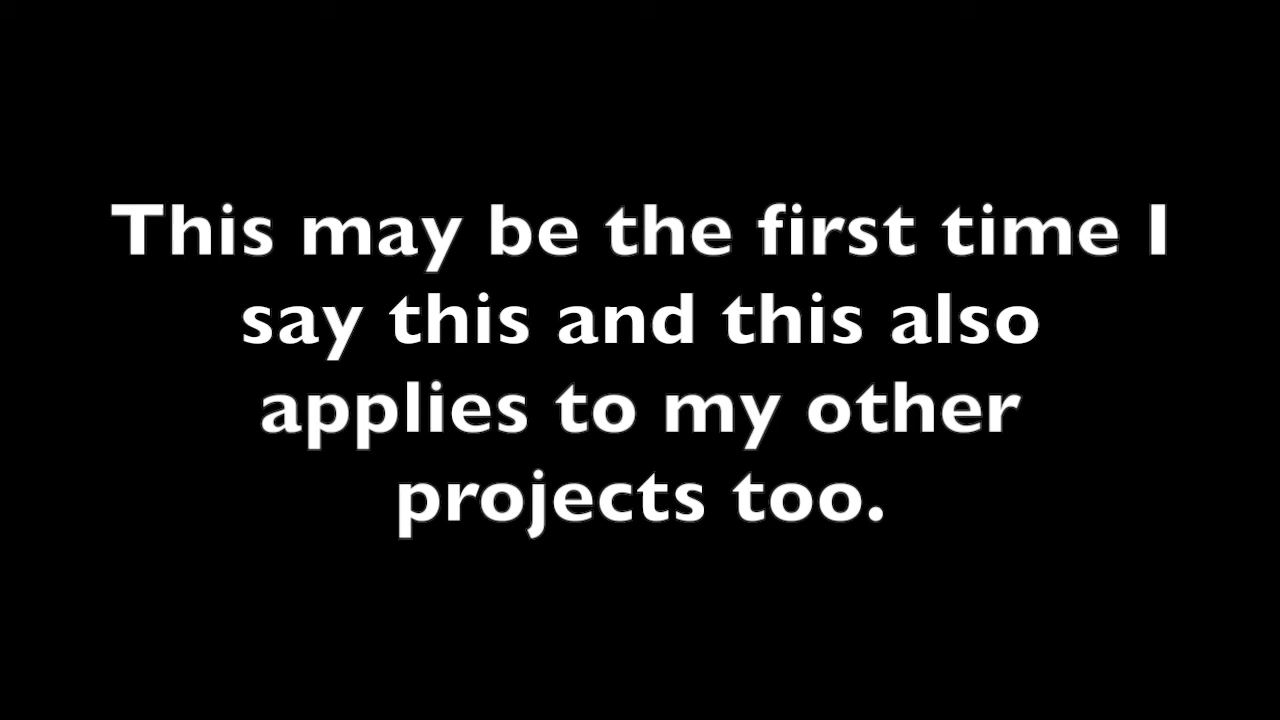 This may be the first time I
say this and this also
applies to my other
projects too.